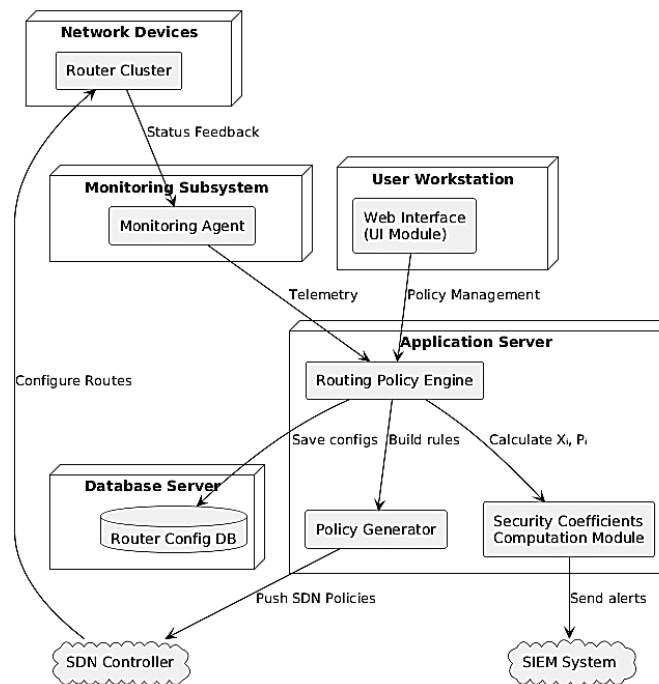 Network Devices
Router Cluster
Status Feedback
Monitoring Subsystem
User Workstation
Monitoring Agent
Web Interface
(UI Module)
Telemetry
Policy Management
Application Server
Routing Policy Engine
Configure Routes
Save configs
Build rules
Calculate Xᵢ, Pᵢ
Database Server
Router Config DB
Policy Generator
Security Coefficients
Computation Module
Push SDN Policies
Send alerts
SDN Controller
SIEM System